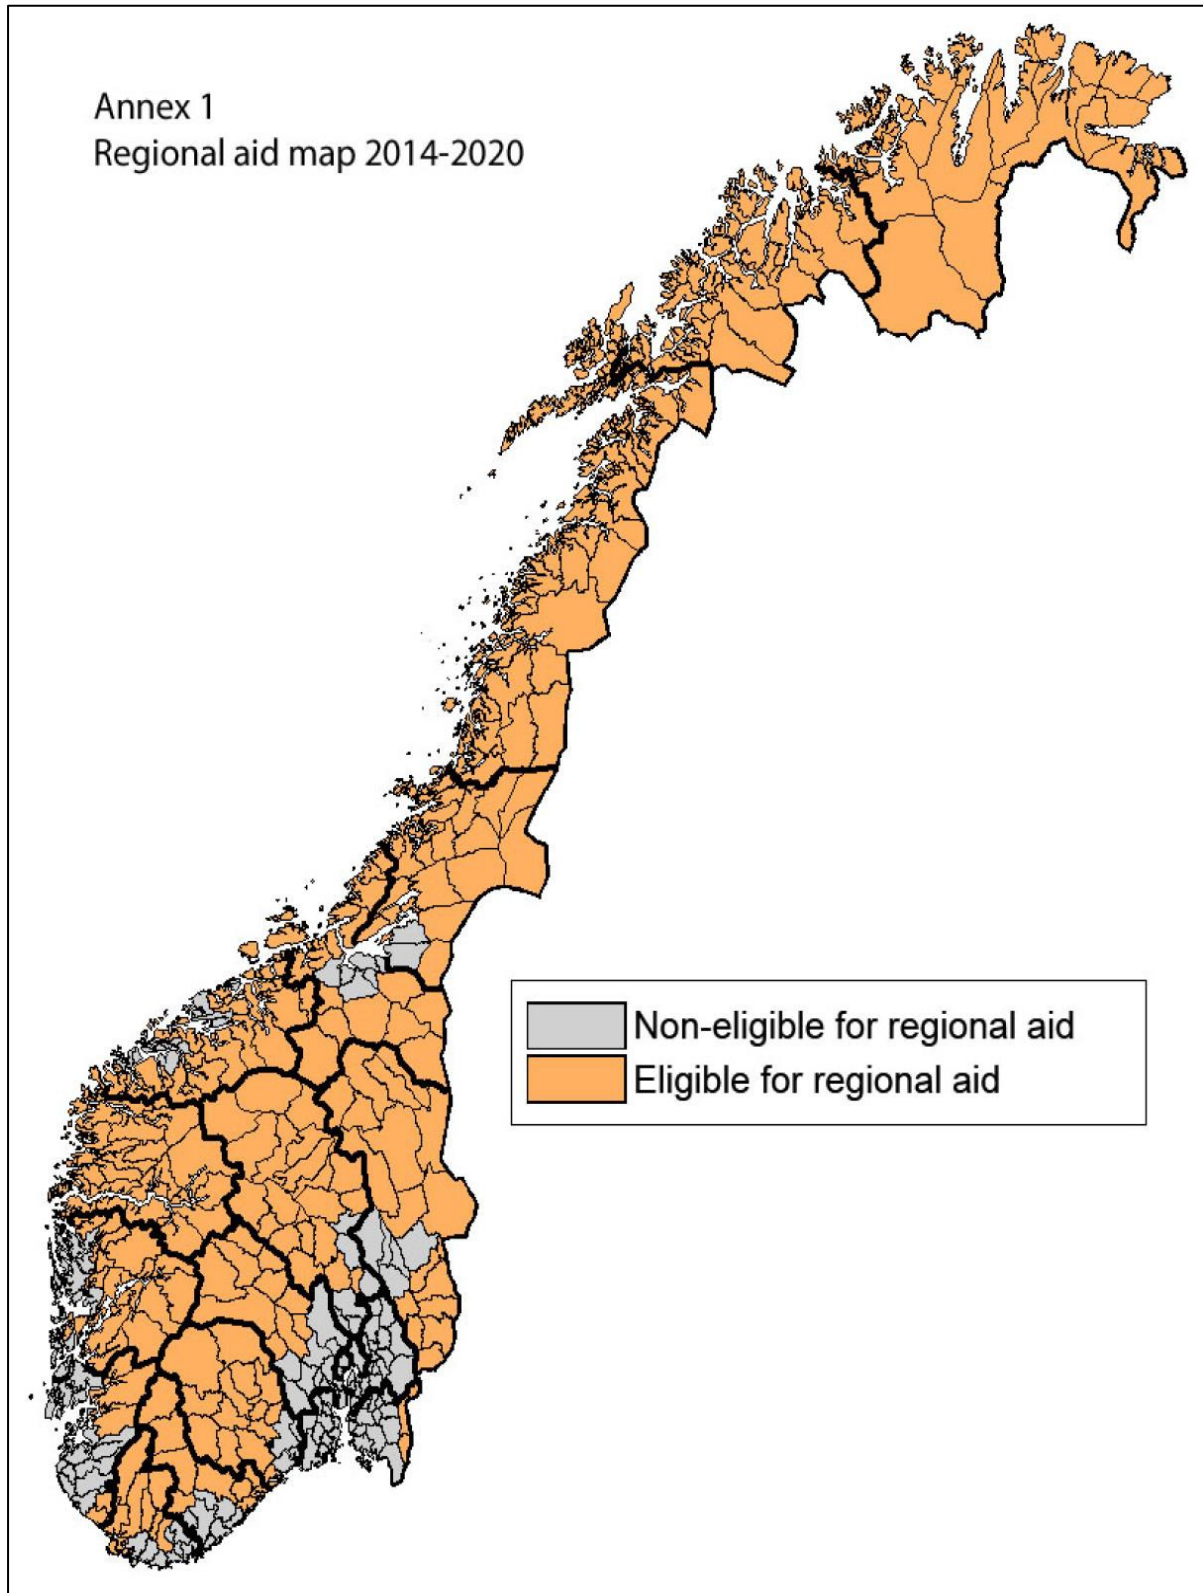 Annex 1
Regional aid map 2014-2020
Non-eligible for regional aid
Eligible for regional aid